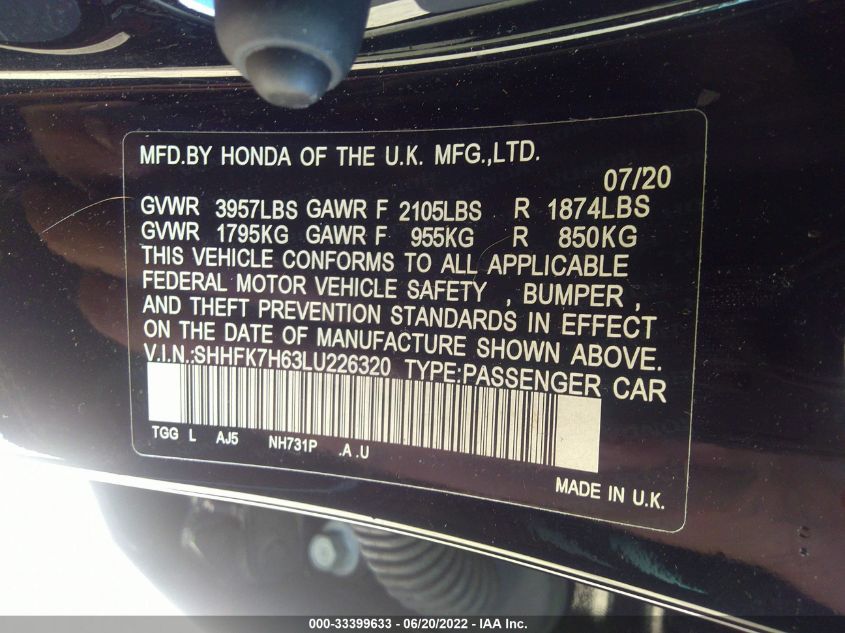 MFD.BY HONDA OF THE U.K. MFG.,LTD.
07/20
GVWR 3957LBS GAWR F 2105LBS R 1874LBS
GVWR 1795KG GAWR F 955KG R 850KG
THIS VEHICLE CONFORMS TO ALL APPLICABLE
FEDERAL MOTOR VEHICLE SAFETY , BUMPER ,
AND THEFT PREVENTION STANDARDS IN EFFECT
ON THE DATE OF MANUFACTURE SHOWN ABOVE.
V.I.N.:SHHFK7H63LU226320 TYPE:PASSENGER CAR
TGG L AJ5 NH731P .A .U
MADE IN U.K.
000-33399633 / 06/20/2022 - IAA Inc.